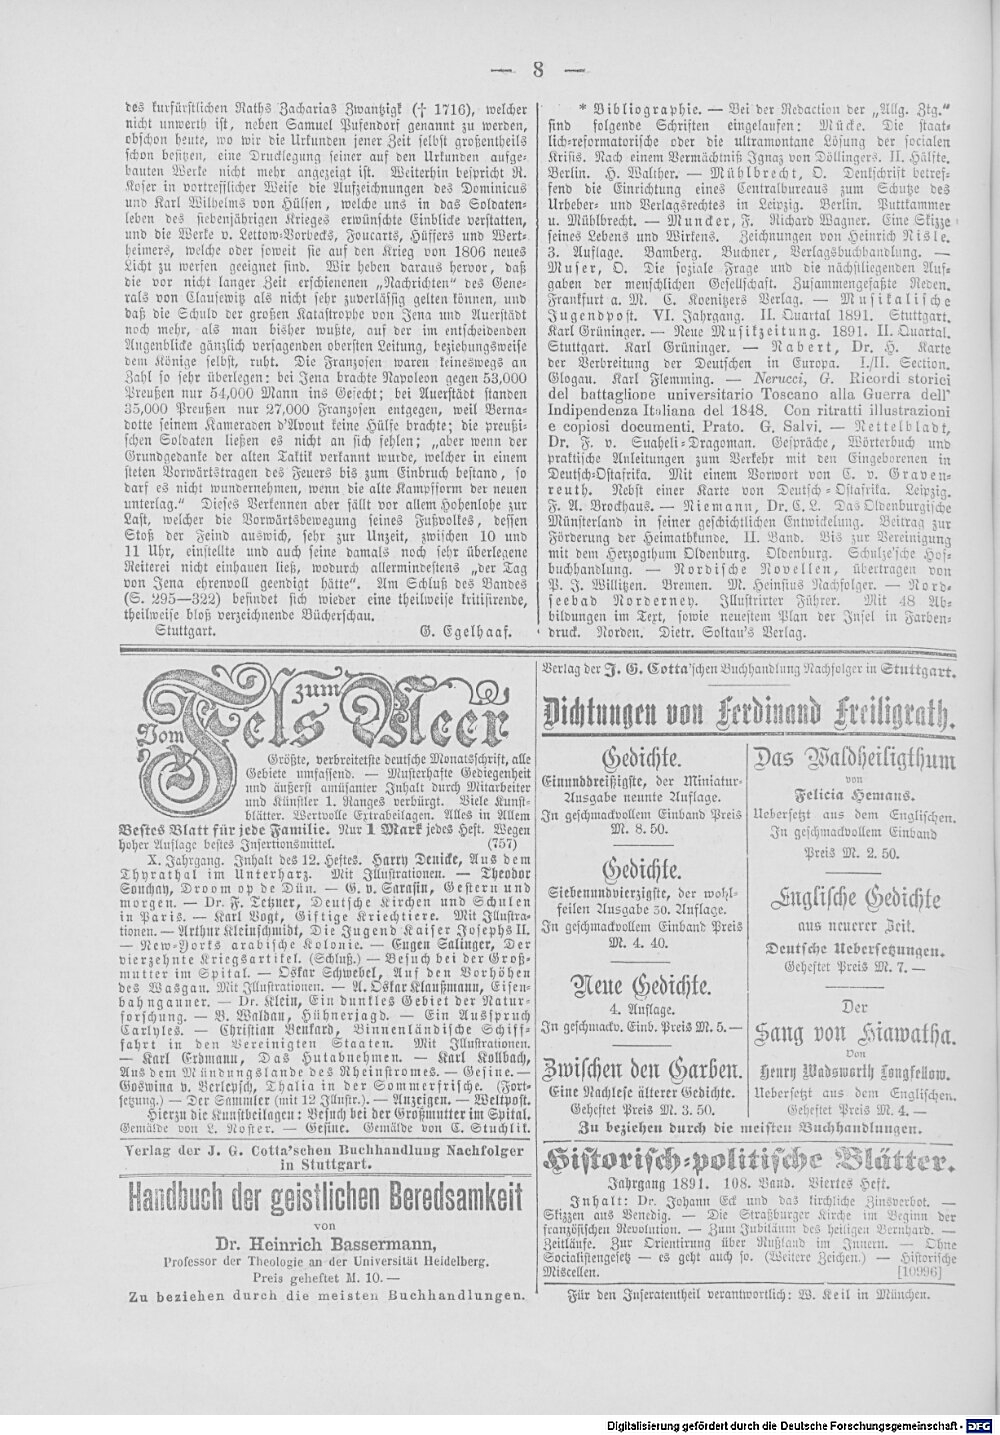 — 8 —
des kurfürstlichen Raths Zacharias Zwantzigk († 1716), welcher
nicht unwerth ist, neben Samuel Pufendorf genannt zu werden,
obschon heute, wo wir die Urkunden jener Zeit selbst großentheils
schon besitzen, eine Drucklegung seiner auf den Urkunden aufge-
bauten Werke nicht mehr angezeigt ist. Weiterhin bespricht R.
Koser in vortrefflicher Weise die Aufzeichnungen des Dominicus
und Karl Wilhelms von Hülsen, welche uns in das Soldaten-
leben des siebenjährigen Krieges erwünschte Einblicke verstatten,
und die Werke v. Lettow-Vorbecks, Foucarts, Hüffers und Wert-
heimers, welche oder soweit sie auf den Krieg von 1806 neues
Licht zu werfen geeignet sind. Wir heben daraus hervor, daß
die vor nicht langer Zeit erschienenen „Nachrichten“ des Gene-
rals von Clausewitz als nicht sehr zuverlässig gelten können, und
daß die Schuld der großen Katastrophe von Jena und Auerstädt
noch mehr, als man bisher wußte, auf der im entscheidenden
Augenblicke gänzlich versagenden obersten Leitung, beziehungsweise
dem Könige selbst, ruht. Die Franzosen waren keineswegs an
Zahl so sehr überlegen: bei Jena brachte Napoleon gegen 53,000
Preußen nur 54,000 Mann ins Gefecht; bei Auerstädt standen
35,000 Preußen nur 27,000 Franzosen entgegen, weil Berna-
dotte seinem Kameraden d'Avout keine Hülfe brachte; die preußi-
schen Soldaten ließen es nicht an sich fehlen; „aber wenn der
Grundgedanke der alten Taktik verkannt wurde, welcher in einem
steten Vorwärtstragen des Feuers bis zum Einbruch bestand, so
darf es nicht wundernehmen, wenn die alte Kampfform der neuen
unterlag.“ Dieses Verkennen aber fällt vor allem Hohenlohe zur
Last, welcher die Vorwärtsbewegung seines Fußvolkes, dessen
Stoß der Feind auswich, sehr zur Unzeit, zwischen 10 und
11 Uhr, einstellte und auch seine damals noch sehr überlegene
Reiterei nicht einhauen ließ, wodurch allermindestens „der Tag
von Jena ehrenvoll geendigt hätte“. Am Schluß des Bandes
(S. 295—322) befindet sich wieder eine theilweise kritisirende,
theilweise bloß verzeichnende Bücherschau.
Stuttgart. G. Egelhaaf.
* Bibliographie. — Bei der Redaction der „Allg. Ztg.“
sind folgende Schriften eingelaufen: Mücke. Die staat-
lich-reformatorische oder die ultramontane Lösung der socialen
Krisis. Nach einem Vermächtniß Ignaz von Döllingers. II. Hälfte.
Berlin. H. Walther. — Mühlbrecht, O. Denkschrift betref-
fend die Einrichtung eines Centralbureaus zum Schutze des
Urheber- und Verlagsrechtes in Leipzig. Berlin. Puttkammer
u. Mühlbrecht. — Muncker, F. Richard Wagner. Eine Skizze
seines Lebens und Wirkens. Zeichnungen von Heinrich Nisle.
3. Auflage. Bamberg. Buchner, Verlagsbuchhandlung. —
Muser, O. Die soziale Frage und die nächstliegenden Auf-
gaben der menschlichen Gesellschaft. Zusammengefaßte Reden.
Frankfurt a. M. C. Koenitzers Verlag. — Musikalische
Jugendpost. VI. Jahrgang. II. Quartal 1891. Stuttgart.
Karl Grüninger. — Neue Musikzeitung. 1891. II. Quartal.
Stuttgart. Karl Grüninger. — Nabert, Dr. H. Karte
der Verbreitung der Deutschen in Europa. I./II. Section.
Glogau. Karl Flemming. — Nerucci, G. Ricordi storici
del battaglione universitario Toscano alla Guerra dell'
Indipendenza Italiana del 1848. Con ritratti illustrazioni
e copiosi documenti. Prato. G. Salvi. — Nettelbladt,
Dr. F. v. Suaheli-Dragoman. Gespräche, Wörterbuch und
praktische Anleitungen zum Verkehr mit den Eingeborenen in
Deutsch-Ostafrika. Mit einem Vorwort von C. v. Graven-
reuth. Nebst einer Karte von Deutsch-Ostafrika. Leipzig.
F. A. Brockhaus. — Niemann, Dr. C. L. Das Oldenburgische
Münsterland in seiner geschichtlichen Entwickelung. Beitrag zur
Förderung der Heimathkunde. II. Band. Bis zur Vereinigung
mit dem Herzogthum Oldenburg. Oldenburg. Schulze'sche Hof-
buchhandlung. — Nordische Novellen, übertragen von
P. J. Willitzen. Bremen. M. Heinsius Nachfolger. — Nord-
seebad Norderney. Illustrirter Führer. Mit 48 Ab-
bildungen im Text, sowie neuestem Plan der Insel in Farben-
druck. Norden. Dietr. Soltau's Verlag.
Vom Fels zum Meer
Größte, verbreitetste deutsche Monatsschrift, alle
Gebiete umfassend. — Musterhafte Gediegenheit
und äußerst amüsanter Inhalt durch Mitarbeiter
und Künstler 1. Ranges verbürgt. Viele Kunst-
blätter. Wertvolle Extrabeilagen. Alles in Allem
Bestes Blatt für jede Familie. Nur 1 Mark jedes Heft. Wegen
hoher Auflage bestes Insertionsmittel. (757)
X. Jahrgang. Inhalt des 12. Heftes. Harry Denicke, Aus dem
Thyrathal im Unterharz. Mit Illustrationen. — Theodor
Souchay, Droom op de Dün. — G. v. Sarasin, Gestern und
morgen. — Dr. F. Tetzner, Deutsche Kirchen und Schulen
in Paris. — Karl Vogt, Giftige Kriechtiere. Mit Illustra-
tionen. — Arthur Kleinschmidt, Die Jugend Kaiser Josephs II.
— New-Yorks arabische Kolonie. — Eugen Salinger, Der
vierzehnte Kriegsartikel. (Schluß.) — Besuch bei der Groß-
mutter im Spital. — Oskar Schwebel, Auf den Vorhöhen
des Wasgau. Mit Illustrationen. — A. Oskar Klaußmann, Eisen-
bahngauner. — Dr. Klein, Ein dunkles Gebiet der Natur-
forschung. — B. Waldau, Hühnerjagd. — Ein Ausspruch
Carlyles. — Christian Benkard, Binnenländische Schiff-
fahrt in den Vereinigten Staaten. Mit Illustrationen.
— Karl Erdmann, Das Hutabnehmen. — Karl Kollbach,
Aus dem Mündungslande des Rheinstromes. — Gesine. —
Goswina v. Berlepsch, Thalia in der Sommerfrische. (Fort-
setzung.) — Der Sammler (mit 12 Illustr.). — Anzeigen. — Weltpost.
Hierzu die Kunstbeilagen: Besuch bei der Großmutter im Spital.
Gemälde von L. Noster. — Gesine. Gemälde von C. Stuchlik.
Verlag der J. G. Cotta'schen Buchhandlung Nachfolger
in Stuttgart.
Handbuch der geistlichen Beredsamkeit
von
Dr. Heinrich Bassermann,
Professor der Theologie an der Universität Heidelberg.
Preis geheftet M. 10. —
Zu beziehen durch die meisten Buchhandlungen.
Verlag der J. G. Cotta'schen Buchhandlung Nachfolger in Stuttgart.
Dichtungen von Ferdinand Freiligrath.
Gedichte.
Einunddreißigste, der Miniatur-
Ausgabe neunte Auflage.
In geschmackvollem Einband Preis
M. 8. 50.
Gedichte.
Siebenundvierzigste, der wohl-
feilen Ausgabe 30. Auflage.
In geschmackvollem Einband Preis
M. 4. 40.
Neue Gedichte.
4. Auflage.
In geschmackv. Einb. Preis M. 5. —
Zwischen den Garben.
Eine Nachlese älterer Gedichte.
Geheftet Preis M. 3. 50.
Das Waldheiligthum
von
Felicia Hemans.
Uebersetzt aus dem Englischen.
In geschmackvollem Einband
Preis M. 2. 50.
Englische Gedichte
aus neuerer Zeit.
Deutsche Uebersetzungen.
Geheftet Preis M. 7. —
Der
Sang von Hiawatha.
Von
Henry Wadsworth Longfellow.
Uebersetzt aus dem Englischen.
Geheftet Preis M. 4. —
Zu beziehen durch die meisten Buchhandlungen.
Historisch-politische Blätter.
Jahrgang 1891. 108. Band. Viertes Heft.
Inhalt: Dr. Johann Eck und das kirchliche Zinsverbot. —
Skizzen aus Venedig. — Die Straßburger Kirche im Beginn der
französischen Revolution. — Zum Jubiläum des heiligen Bernhard. —
Zeitläufe. Zur Orientirung über Rußland im Innern. — Ohne
Socialistengesetz — es geht auch so. (Weitere Zeichen.) — Historische
Miscellen. [10996]
Für den Inseratentheil verantwortlich: W. Keil in München.
Digitalisierung gefördert durch die Deutsche Forschungsgemeinschaft - DFG